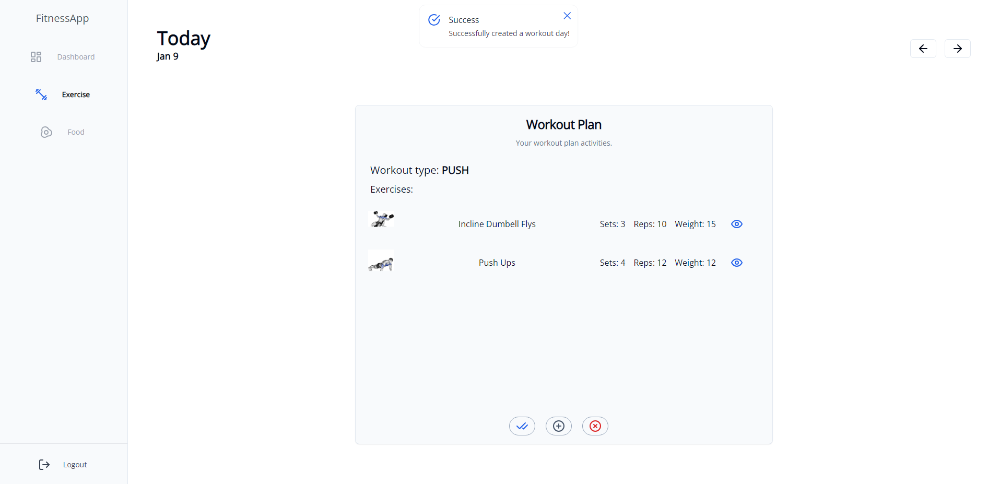 FitnessApp
Dashboard
Exercise
Food
Logout
Today
Jan 9
Success
Successfully created a workout day!
Workout Plan
Your workout plan activities.
Workout type: PUSH
Exercises:
Incline Dumbell Flys Sets: 3 Reps: 10 Weight: 15
Push Ups Sets: 4 Reps: 12 Weight: 12